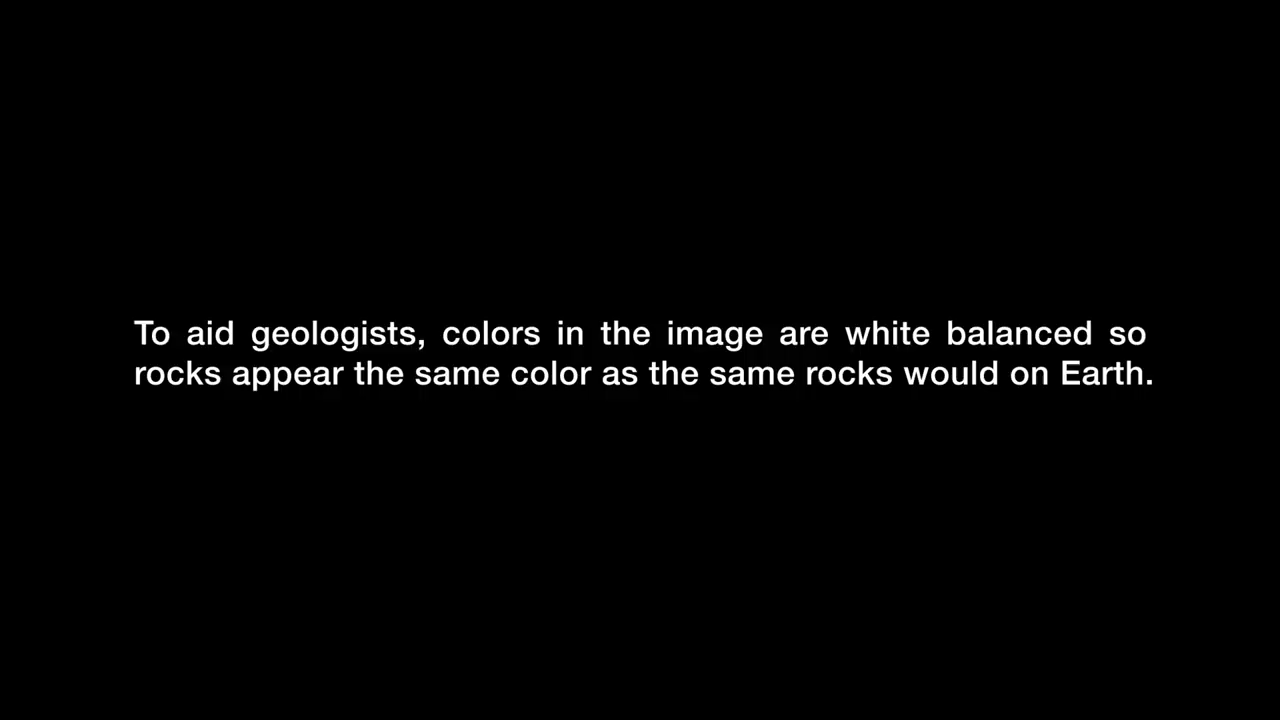 To aid geologists, colors in the image are white balanced so
rocks appear the same color as the same rocks would on Earth.